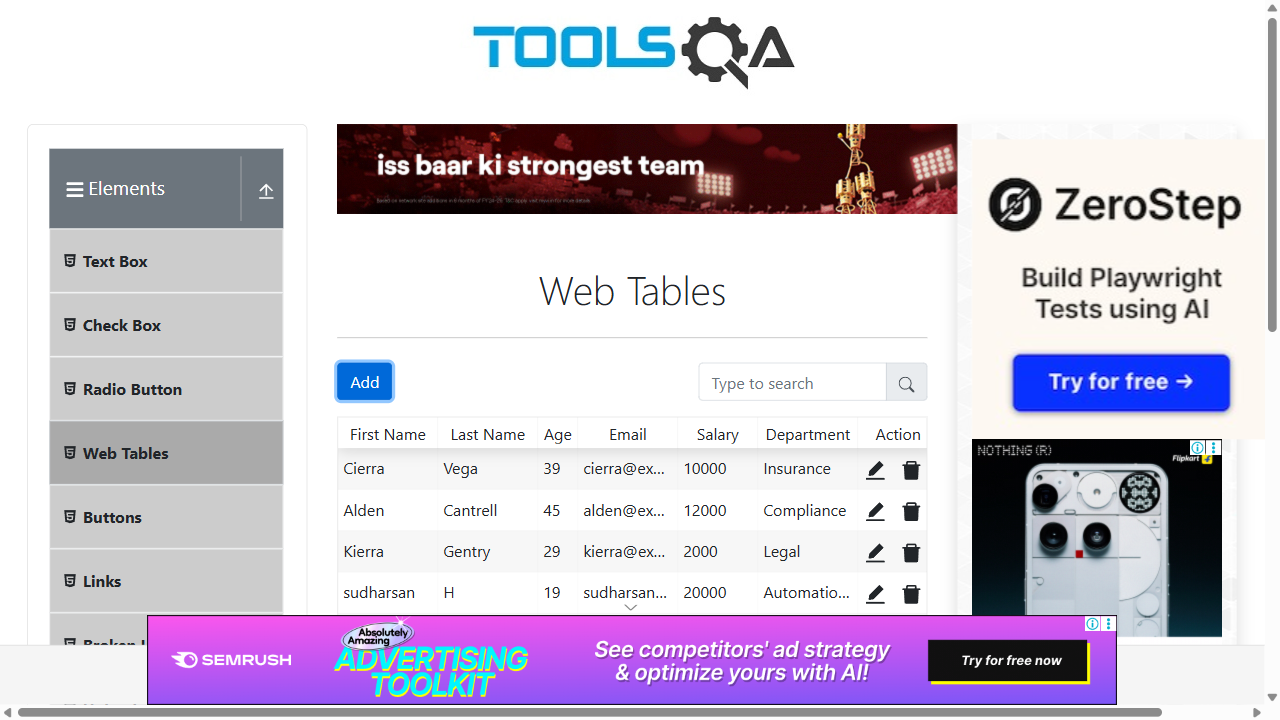 TOOLSQA
Elements
Text Box
Check Box
Radio Button
Web Tables
Buttons
Links
iss baar ki strongest team
Web Tables
Add
Type to search
First Name Last Name Age Email Salary Department Action
Cierra Vega 39 cierra@ex... 10000 Insurance
Alden Cantrell 45 alden@ex... 12000 Compliance
Kierra Gentry 29 kierra@ex... 2000 Legal
sudharsan H 19 sudharsan... 20000 Automatio...
ZeroStep
Build Playwright
Tests using AI
Try for free →
NOTHING (R)
Flipkart
SEMRUSH
Absolutely
Amazing
ADVERTISING
TOOLKIT
See competitors' ad strategy
& optimize yours with AI!
Try for free now